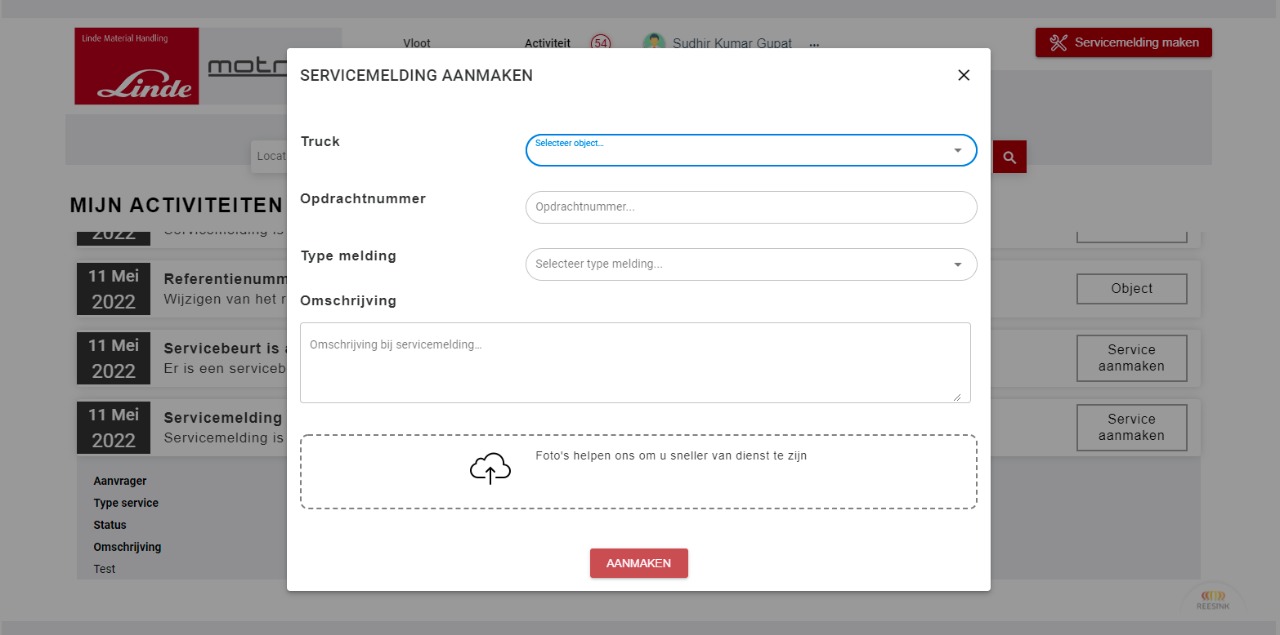 Linde Material Handling
Linde
motr
Vloot
Activiteit
54
Sudhir Kumar Gupat
...
Servicemelding maken
SERVICEMELDING AANMAKEN
Truck
Selecteer object...
Locat
Opdrachtnummer
Opdrachtnummer...
MIJN ACTIVITEITEN
2022
Servicemelding is
Type melding
Selecteer type melding...
11 Mei
2022
Referentienumm
Wijzigen van het r
Object
Omschrijving
Omschrijving bij servicemelding...
11 Mei
2022
Servicebeurt is a
Er is een serviceb
Service
aanmaken
11 Mei
2022
Servicemelding
Servicemelding is
Service
aanmaken
Foto's helpen ons om u sneller van dienst te zijn
Aanvrager
Type service
Status
Omschrijving
Test
AANMAKEN
REESINK